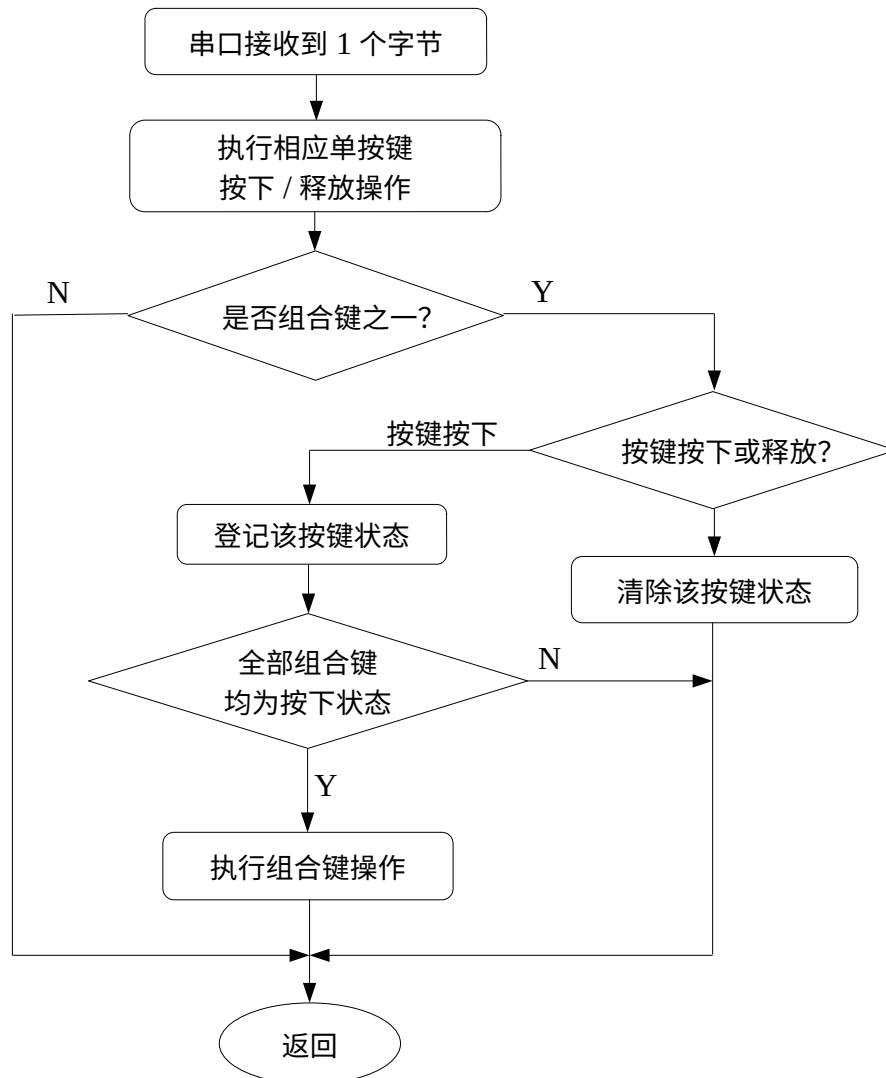 串口接收到 1 个字节
执行相应单按键
按下 / 释放操作
N
Y
是否组合键之一?
按键按下
按键按下或释放?
登记该按键状态
清除该按键状态
全部组合键
均为按下状态
N
Y
执行组合键操作
返回